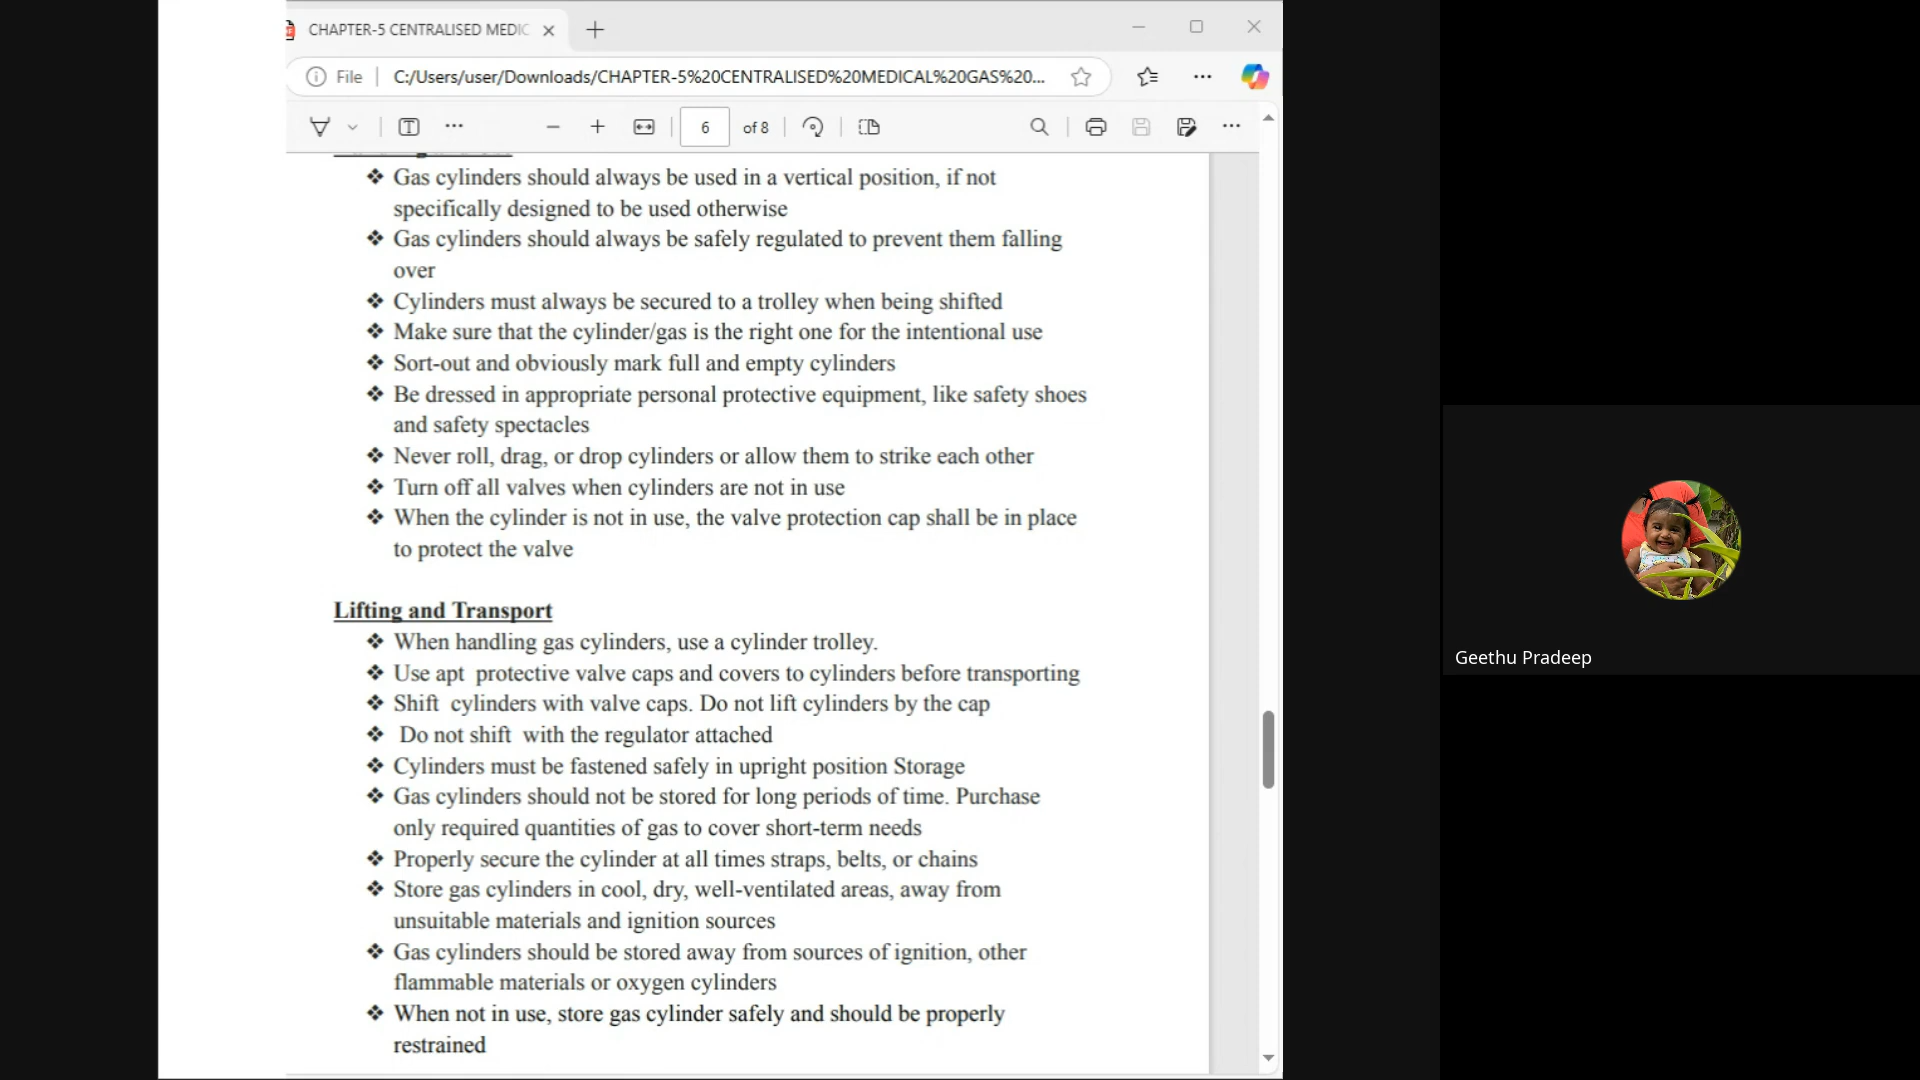 CHAPTER-5 CENTRALISED MEDIC
File
C:/Users/user/Downloads/CHAPTER-5%20CENTRALISED%20MEDICAL%20GAS%20...
6 of 8
❖ Gas cylinders should always be used in a vertical position, if not
specifically designed to be used otherwise
❖ Gas cylinders should always be safely regulated to prevent them falling
over
❖ Cylinders must always be secured to a trolley when being shifted
❖ Make sure that the cylinder/gas is the right one for the intentional use
❖ Sort-out and obviously mark full and empty cylinders
❖ Be dressed in appropriate personal protective equipment, like safety shoes
and safety spectacles
❖ Never roll, drag, or drop cylinders or allow them to strike each other
❖ Turn off all valves when cylinders are not in use
❖ When the cylinder is not in use, the valve protection cap shall be in place
to protect the valve
Lifting and Transport
❖ When handling gas cylinders, use a cylinder trolley.
❖ Use apt protective valve caps and covers to cylinders before transporting
❖ Shift cylinders with valve caps. Do not lift cylinders by the cap
❖ Do not shift with the regulator attached
❖ Cylinders must be fastened safely in upright position Storage
❖ Gas cylinders should not be stored for long periods of time. Purchase
only required quantities of gas to cover short-term needs
❖ Properly secure the cylinder at all times straps, belts, or chains
❖ Store gas cylinders in cool, dry, well-ventilated areas, away from
unsuitable materials and ignition sources
❖ Gas cylinders should be stored away from sources of ignition, other
flammable materials or oxygen cylinders
❖ When not in use, store gas cylinder safely and should be properly
restrained
Geethu Pradeep